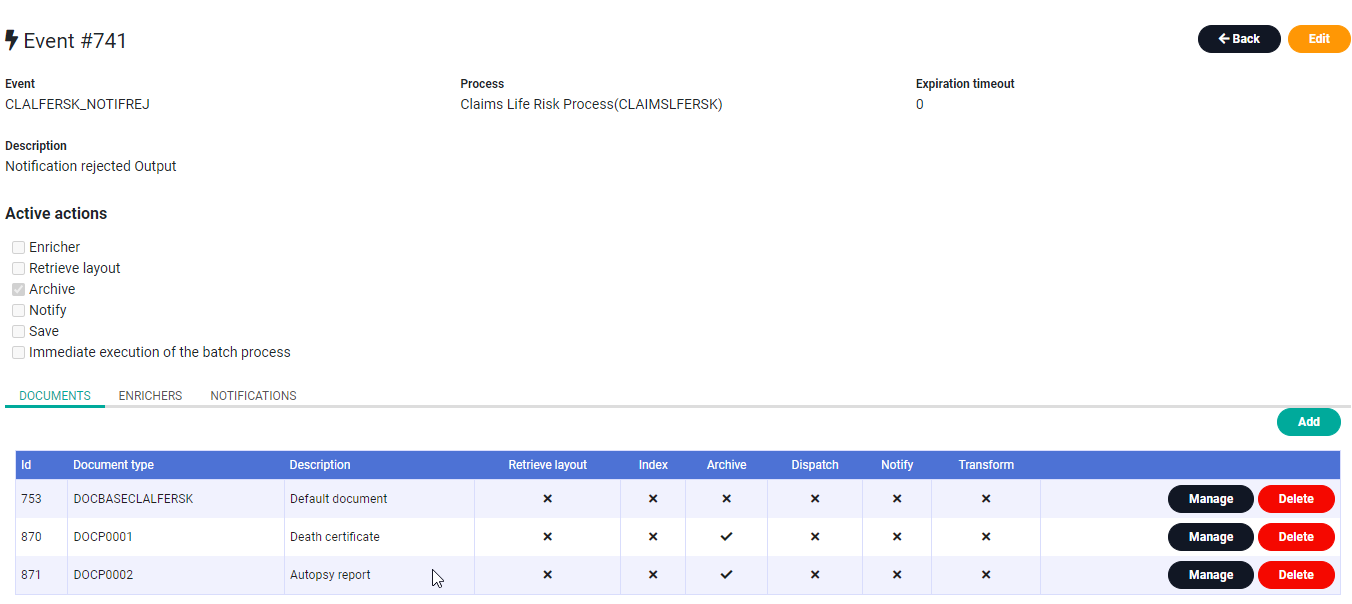 Event #741
Back
Edit
Event
Process
Expiration timeout
CLALFERSK_NOTIFREJ
Claims Life Risk Process(CLAIMSLFERSK)
0
Description
Notification rejected Output
Active actions
Enricher
Retrieve layout
Archive
Notify
Save
Immediate execution of the batch process
DOCUMENTS ENRICHERS NOTIFICATIONS
Add
Id Document type Description Retrieve layout Index Archive Dispatch Notify Transform
753 DOCBASECLALFERSK Default document Manage Delete
870 DOCP0001 Death certificate Manage Delete
871 DOCP0002 Autopsy report Manage Delete